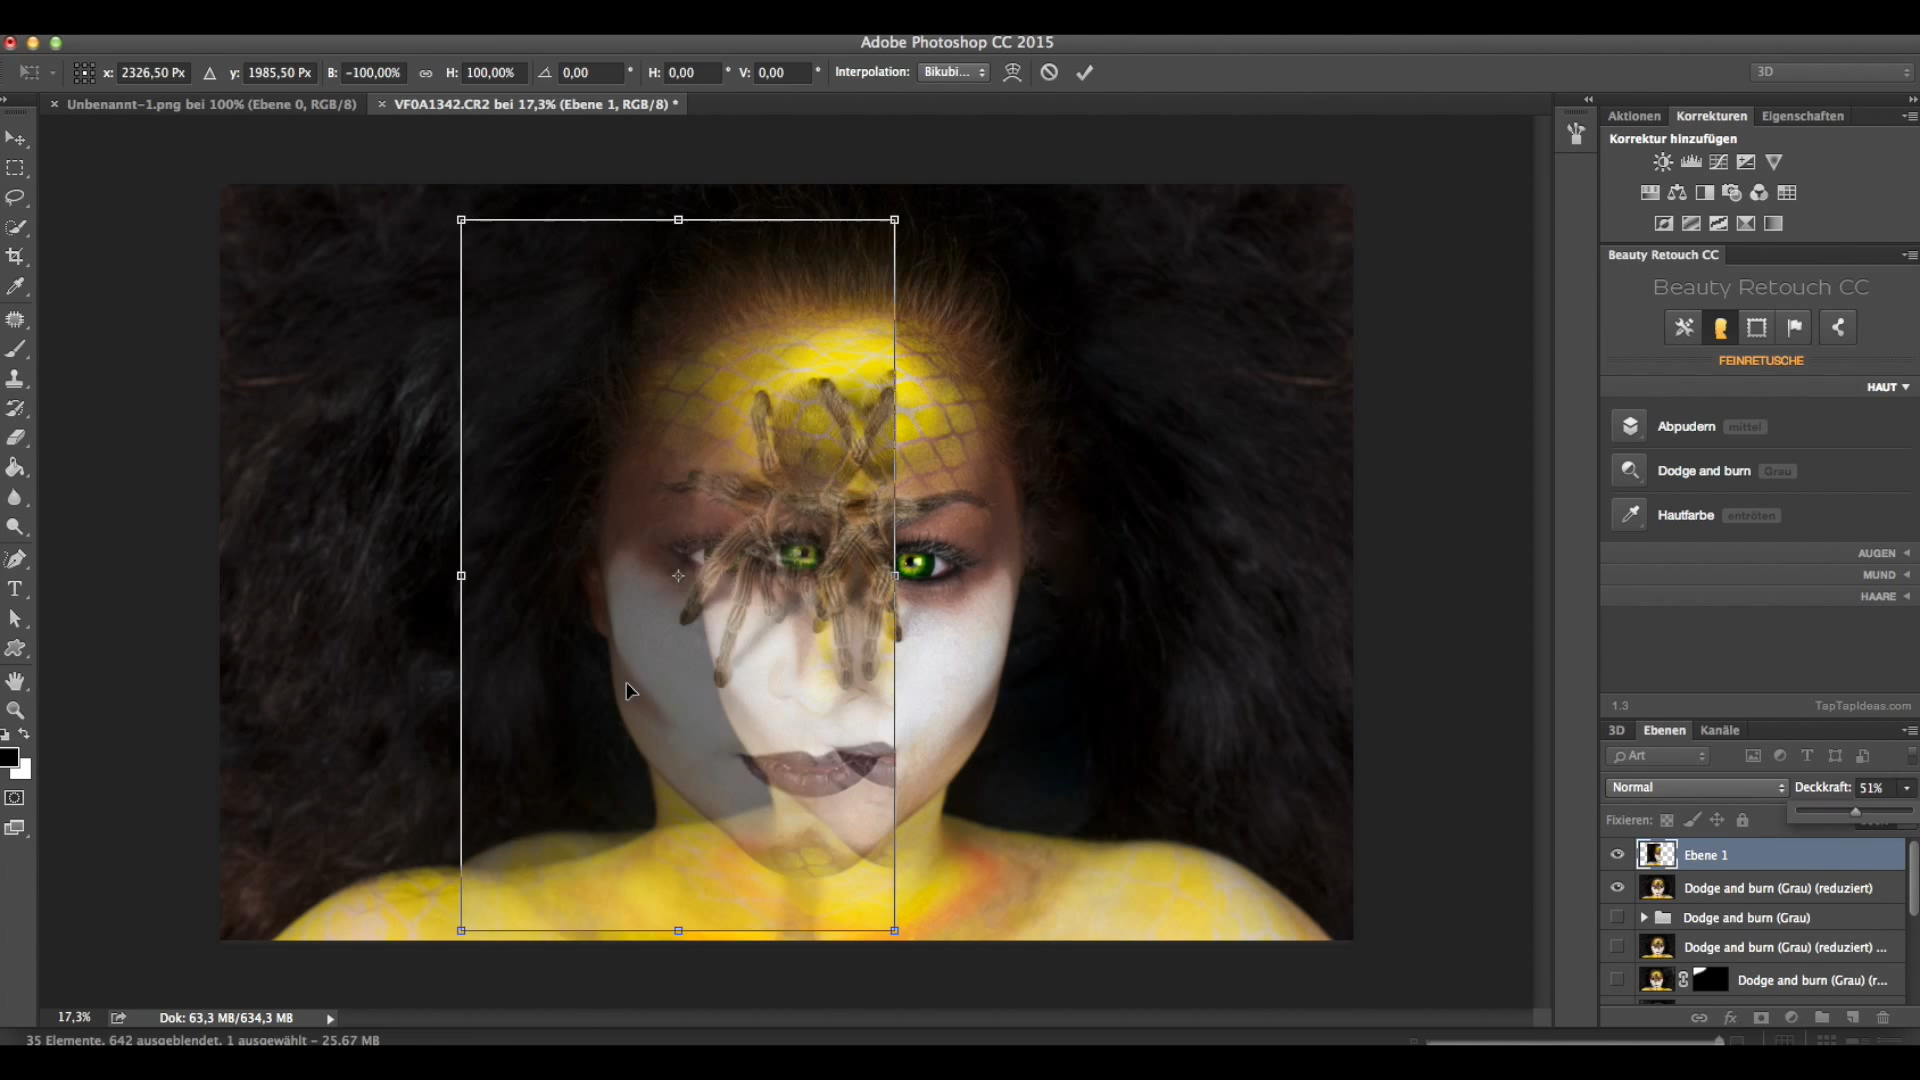 Adobe Photoshop CC 2015
x: 2326,50 Px y: 1985,50 Px B: -100,00% H: 100,00% 0,00 ° H: 0,00 V: 0,00 ° Interpolation: Bikubi... 3D
× Unbenannt-1.png bei 100% (Ebene 0, RGB/8) × VF0A1342.CR2 bei 17,3% (Ebene 1, RGB/8) *
Aktionen Korrekturen Eigenschaften
Korrektur hinzufügen
Beauty Retouch CC
Beauty Retouch CC
FEINRETUSCHE
HAUT
Abpudern mittel
Dodge and burn Grau
Hautfarbe entröten
AUGEN
MUND
HAARE
1.3 TapTapIdeas.com
3D Ebenen Kanäle
Art
Normal Deckkraft: 51%
Fixieren:
Ebene 1
Dodge and burn (Grau) (reduziert)
Dodge and burn (Grau)
Dodge and burn (Grau) (reduziert) ...
Dodge and burn (Grau) (r...
17,3% Dok: 63,3 MB/634,3 MB
35 Elemente, 642 ausgeblendet, 1 ausgewählt – 25,67 MB